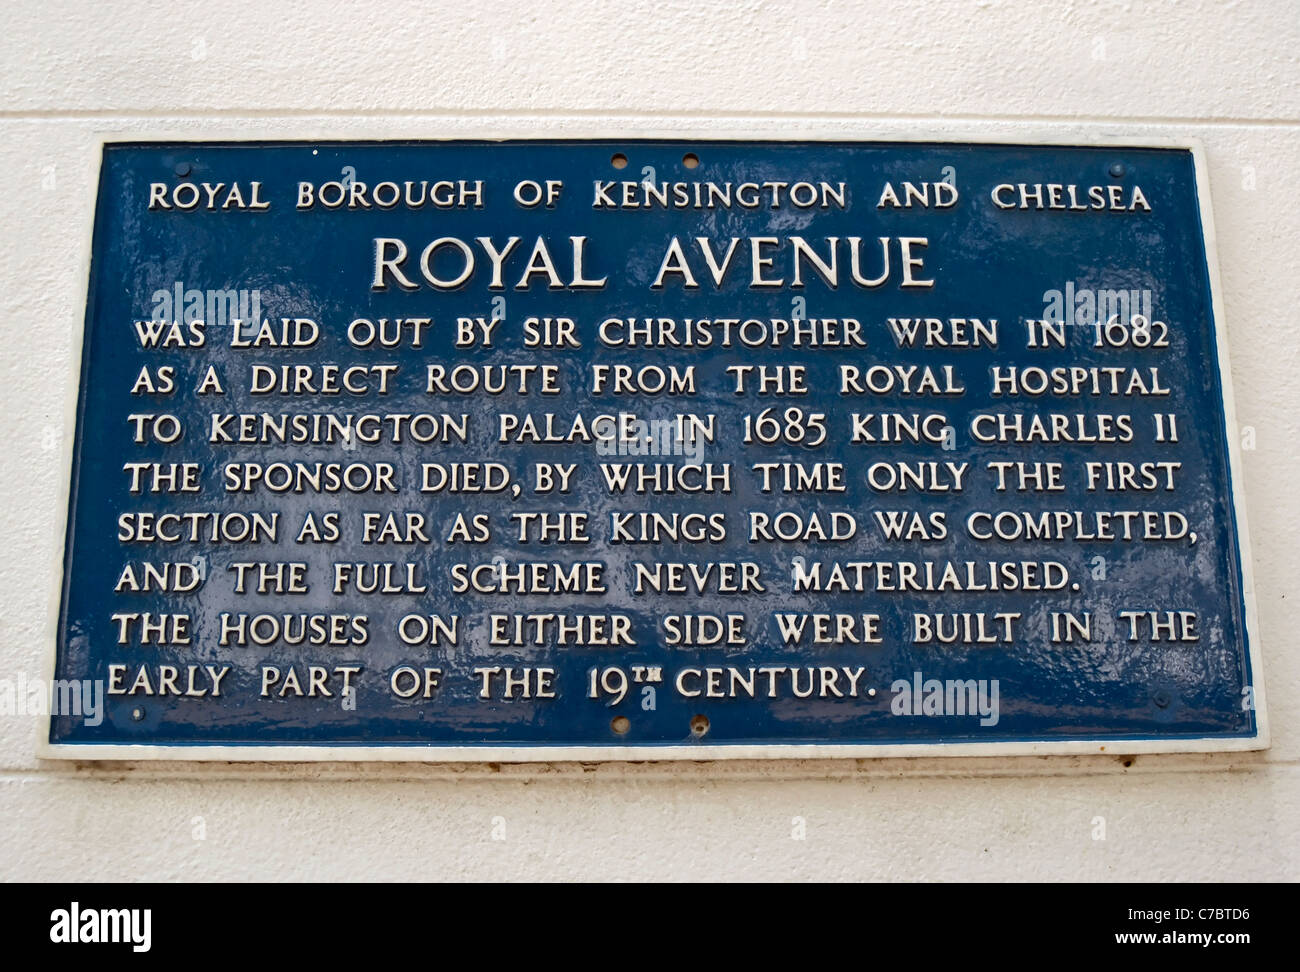 ROYAL BOROUGH OF KENSINGTON AND CHELSEA
ROYAL AVENUE
WAS LAID OUT BY SIR CHRISTOPHER WREN IN 1682
AS A DIRECT ROUTE FROM THE ROYAL HOSPITAL
TO KENSINGTON PALACE. IN 1685 KING CHARLES II
THE SPONSOR DIED, BY WHICH TIME ONLY THE FIRST
SECTION AS FAR AS THE KINGS ROAD WAS COMPLETED,
AND THE FULL SCHEME NEVER MATERIALISED.
THE HOUSES ON EITHER SIDE WERE BUILT IN THE
EARLY PART OF THE 19TH CENTURY.
alamy
alamy
alamy
a
a
a
alamy
Image ID: C7BTD6
www.alamy.com